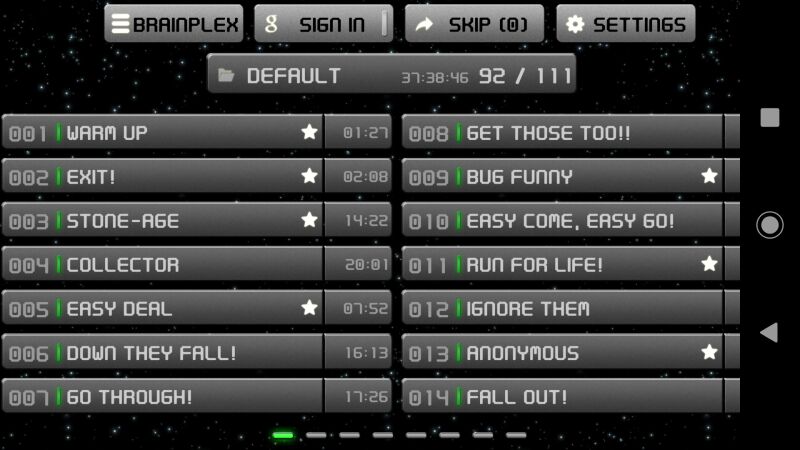 BRAINPLEX
g SIGN IN
SKIP (0)
SETTINGS
DEFAULT 37:38:46 92 / 111
001 WARM UP 01:27
002 EXIT! 02:08
003 STONE-AGE 14:22
004 COLLECTOR 20:01
005 EASY DEAL 07:52
006 DOWN THEY FALL! 16:13
007 GO THROUGH! 17:26
008 GET THOSE TOO!!
009 BUG FUNNY
010 EASY COME, EASY GO!
011 RUN FOR LIFE!
012 IGNORE THEM
013 ANONYMOUS
014 FALL OUT!